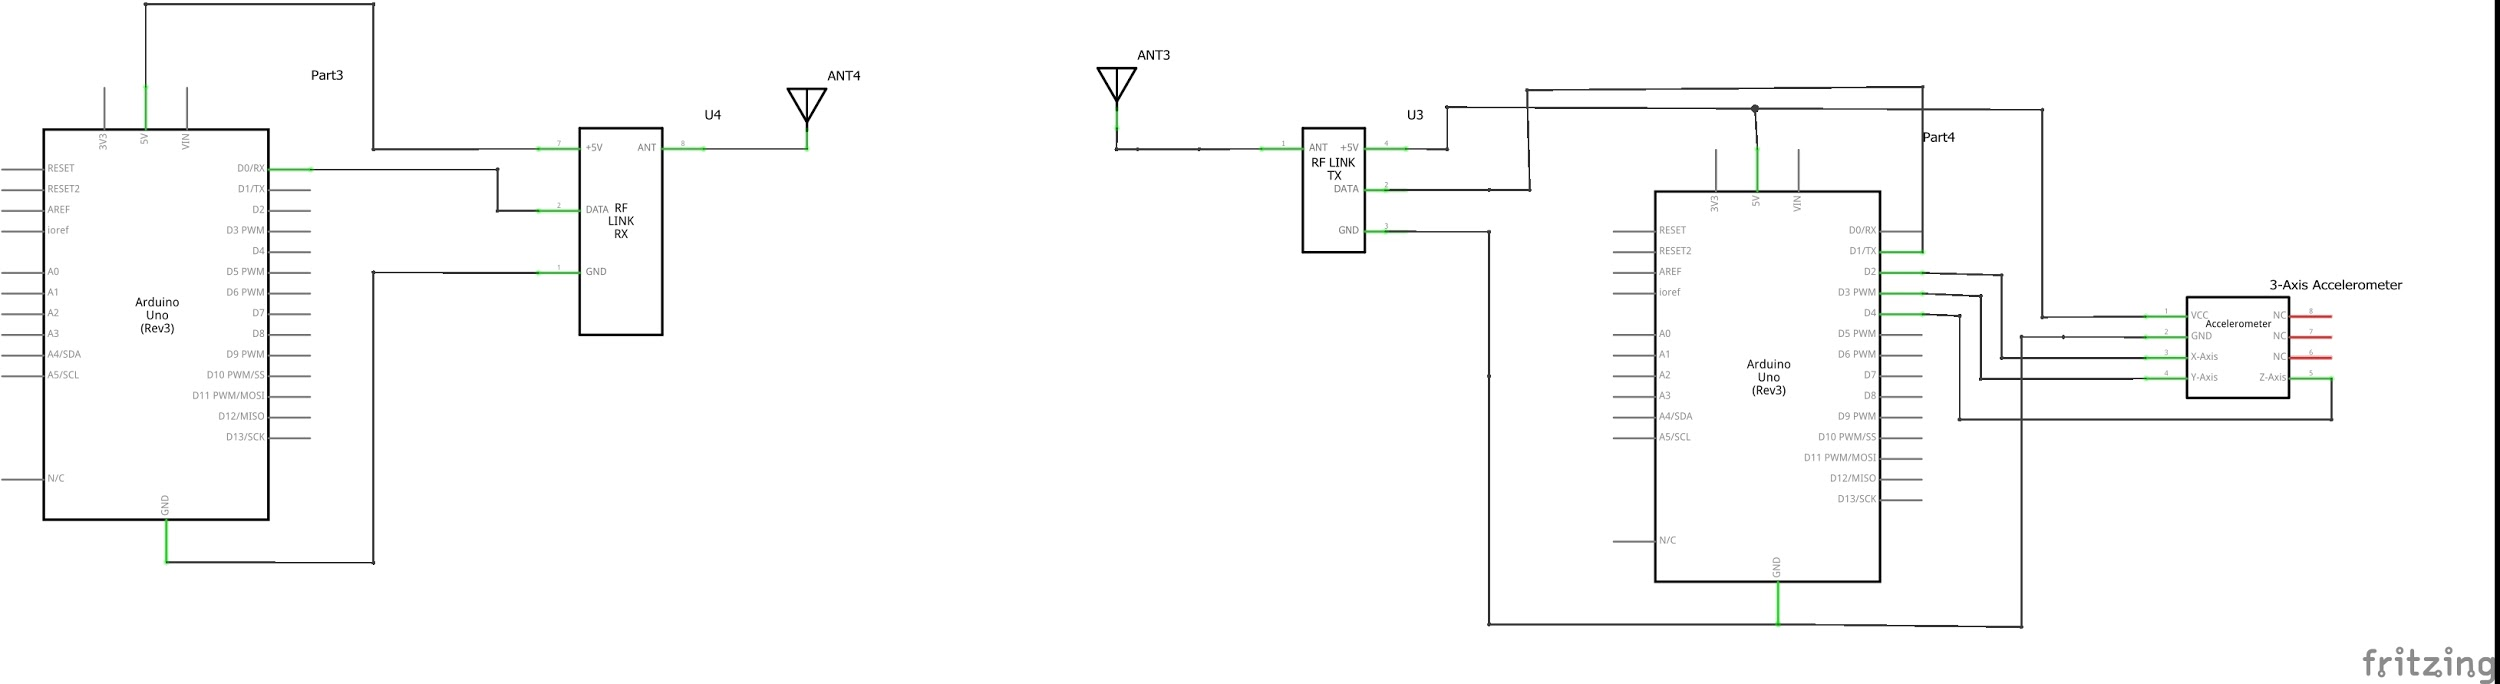 Part3
3V3
5V
VIN
RESET
RESET2
AREF
ioref
A0
A1
A2
A3
A4/SDA
A5/SCL
N/C
Arduino
Uno
(Rev3)
D0/RX
D1/TX
D2
D3 PWM
D4
D5 PWM
D6 PWM
D7
D8
D9 PWM
D10 PWM/SS
D11 PWM/MOSI
D12/MISO
D13/SCK
GND
U4
7
+5V
ANT
8
2
DATA
RF
LINK
RX
1
GND
ANT4
ANT3
U3
1
ANT
+5V
4
RF LINK
TX
DATA
2
GND
3
Part4
3V3
5V
VIN
RESET
RESET2
AREF
ioref
A0
A1
A2
A3
A4/SDA
A5/SCL
N/C
Arduino
Uno
(Rev3)
D0/RX
D1/TX
D2
D3 PWM
D4
D5 PWM
D6 PWM
D7
D8
D9 PWM
D10 PWM/SS
D11 PWM/MOSI
D12/MISO
D13/SCK
GND
3-Axis Accelerometer
1
VCC
NC
8
Accelerometer
2
GND
NC
7
3
X-Axis
NC
6
4
Y-Axis
Z-Axis
5
fritzing